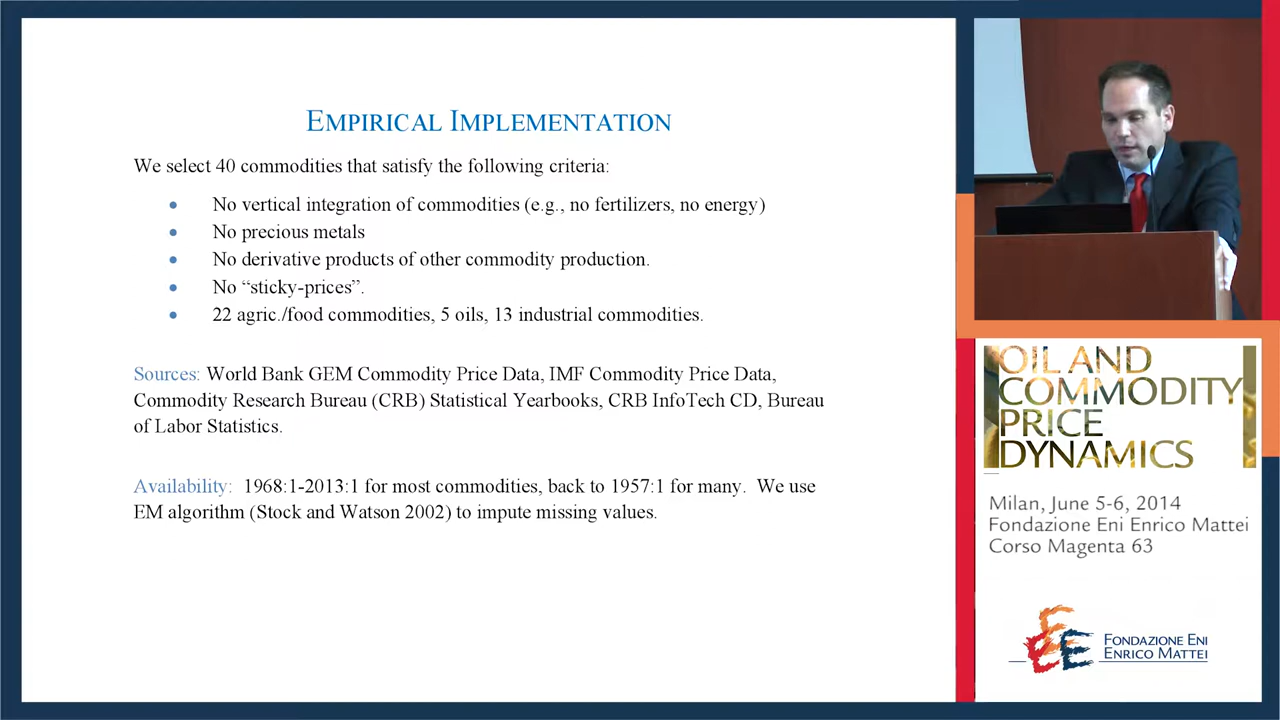 EMPIRICAL IMPLEMENTATION
We select 40 commodities that satisfy the following criteria:
• No vertical integration of commodities (e.g., no fertilizers, no energy)
• No precious metals
• No derivative products of other commodity production.
• No “sticky-prices”.
• 22 agric./food commodities, 5 oils, 13 industrial commodities.
Sources: World Bank GEM Commodity Price Data, IMF Commodity Price Data,
Commodity Research Bureau (CRB) Statistical Yearbooks, CRB InfoTech CD, Bureau
of Labor Statistics.
Availability: 1968:1-2013:1 for most commodities, back to 1957:1 for many. We use
EM algorithm (Stock and Watson 2002) to impute missing values.
OIL AND
COMMODITY
PRICE
DYNAMICS
Milan, June 5-6, 2014
Fondazione Eni Enrico Mattei
Corso Magenta 63
FONDAZIONE ENI
ENRICO MATTEI